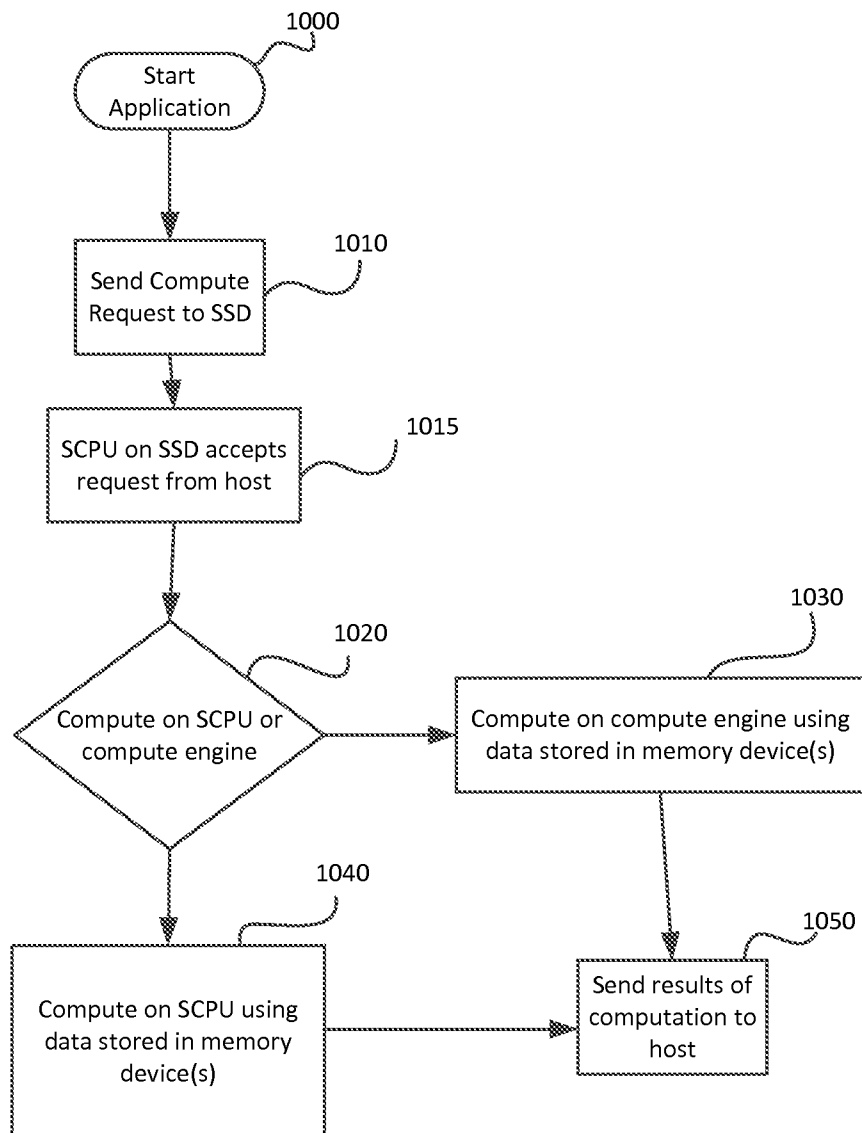 1000
Start
Application
1010
Send Compute
Request to SSD
1015
SCPU on SSD accepts
request from host
1020
Compute on SCPU or
compute engine
1030
Compute on compute engine using
data stored in memory device(s)
1040
Compute on SCPU using
data stored in memory
device(s)
1050
Send results of
computation to
host